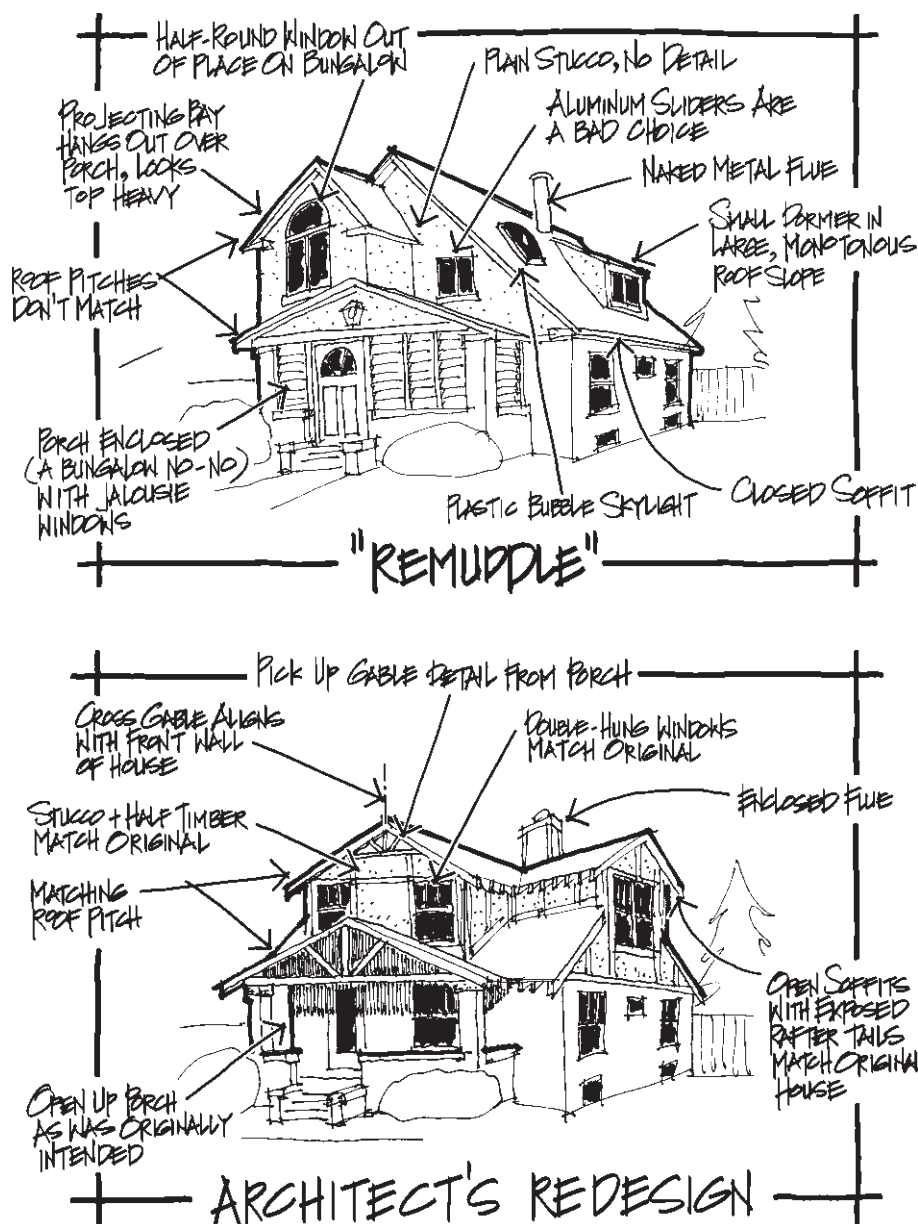 HALF-ROUND WINDOW OUT
OF PLACE ON BUNGALOW
PLAIN STUCCO, NO DETAIL
PROJECTING BAY
HANGS OUT OVER
PORCH, LOOKS
TOP HEAVY
ALUMINUM SLIDERS ARE
A BAD CHOICE
NAKED METAL FLUE
SMALL DORMER IN
LARGE, MONOTONOUS
ROOF SLOPE
ROOF PITCHES
DON'T MATCH
PORCH ENCLOSED
(A BUNGALOW NO-NO)
WITH JALOUSIE
WINDOWS
PLASTIC BUBBLE SKYLIGHT
CLOSED SOFFIT
"REMUDDLE"
PICK UP GABLE DETAIL FROM PORCH
CROSS GABLE ALIGNS
WITH FRONT WALL
OF HOUSE
DOUBLE-HUNG WINDOWS
MATCH ORIGINAL
ENCLOSED FLUE
STUCCO + HALF TIMBER
MATCH ORIGINAL
MATCHING
ROOF PITCH
OPEN SOFFITS
WITH EXPOSED
RAFTER TAILS
MATCH ORIGINAL
HOUSE
OPEN UP PORCH
AS WAS ORIGINALLY
INTENDED
ARCHITECT'S REDESIGN